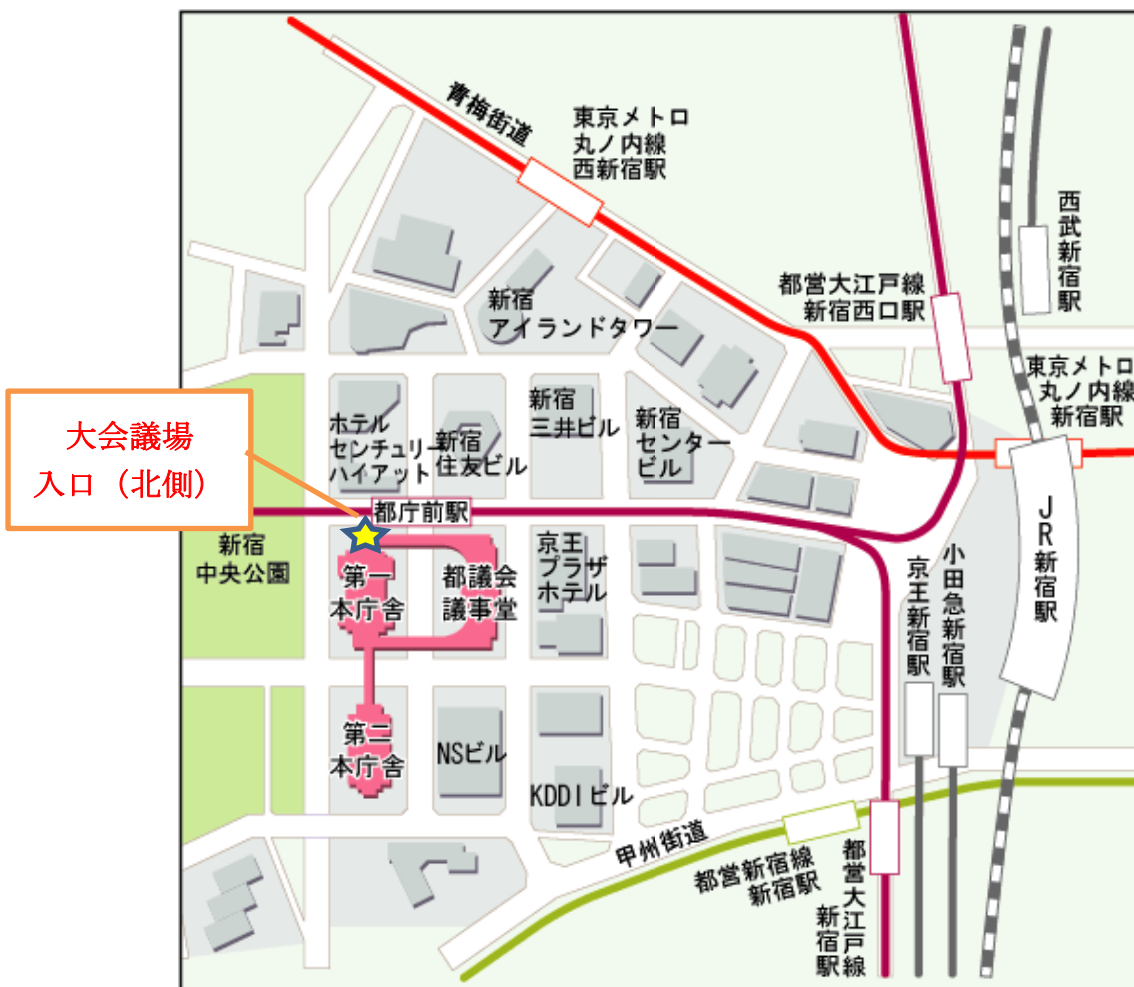 青梅街道
東京メトロ
丸ノ内線
西新宿駅
西武新宿駅
都営大江戸線
新宿西口駅
新宿
アイランドタワー
東京メトロ
丸ノ内線
新宿駅
大会議場
入口（北側）
ホテル
センチュリー
ハイアット
新宿
住友ビル
新宿
三井ビル
新宿
センター
ビル
都庁前駅
JR新宿駅
新宿
中央公園
第一
本庁舎
都議会
議事堂
京王
プラザ
ホテル
京王新宿駅
小田急新宿駅
第二
本庁舎
NSビル
KDDIビル
甲州街道
都営新宿線
新宿駅
都営大江戸線
新宿駅